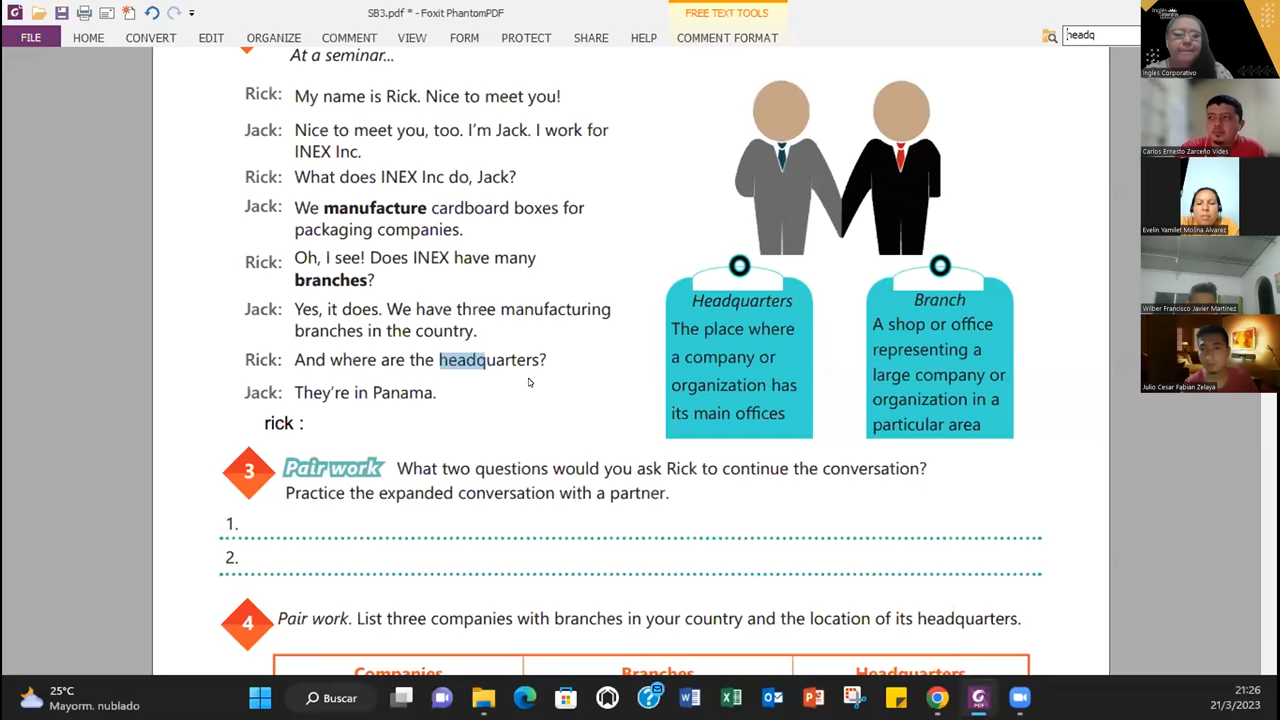 SB3.pdf * - Foxit PhantomPDF
FREE TEXT TOOLS
FILE HOME CONVERT EDIT ORGANIZE COMMENT VIEW FORM PROTECT SHARE HELP COMMENT FORMAT
headq
At a seminar...
Rick: My name is Rick. Nice to meet you!
Jack: Nice to meet you, too. I'm Jack. I work for
INEX Inc.
Rick: What does INEX Inc do, Jack?
Jack: We manufacture cardboard boxes for
packaging companies.
Rick: Oh, I see! Does INEX have many
branches?
Jack: Yes, it does. We have three manufacturing
branches in the country.
Rick: And where are the headquarters?
Jack: They're in Panama.
rick :
Headquarters
The place where
a company or
organization has
its main offices
Branch
A shop or office
representing a
large company or
organization in a
particular area
3 Pair work What two questions would you ask Rick to continue the conversation?
Practice the expanded conversation with a partner.
1.
2.
4 Pair work. List three companies with branches in your country and the location of its headquarters.
Companies Branches Headquarters
Ingles Corporativo
Carlos Ernesto Zarceño Vides
Evelin Yamilet Molina Alvarez
Wilber Francisco Javier Martínez
Julio Cesar Fabian Zelaya
25°C
Mayorm. nublado
Buscar
21:26
21/3/2023